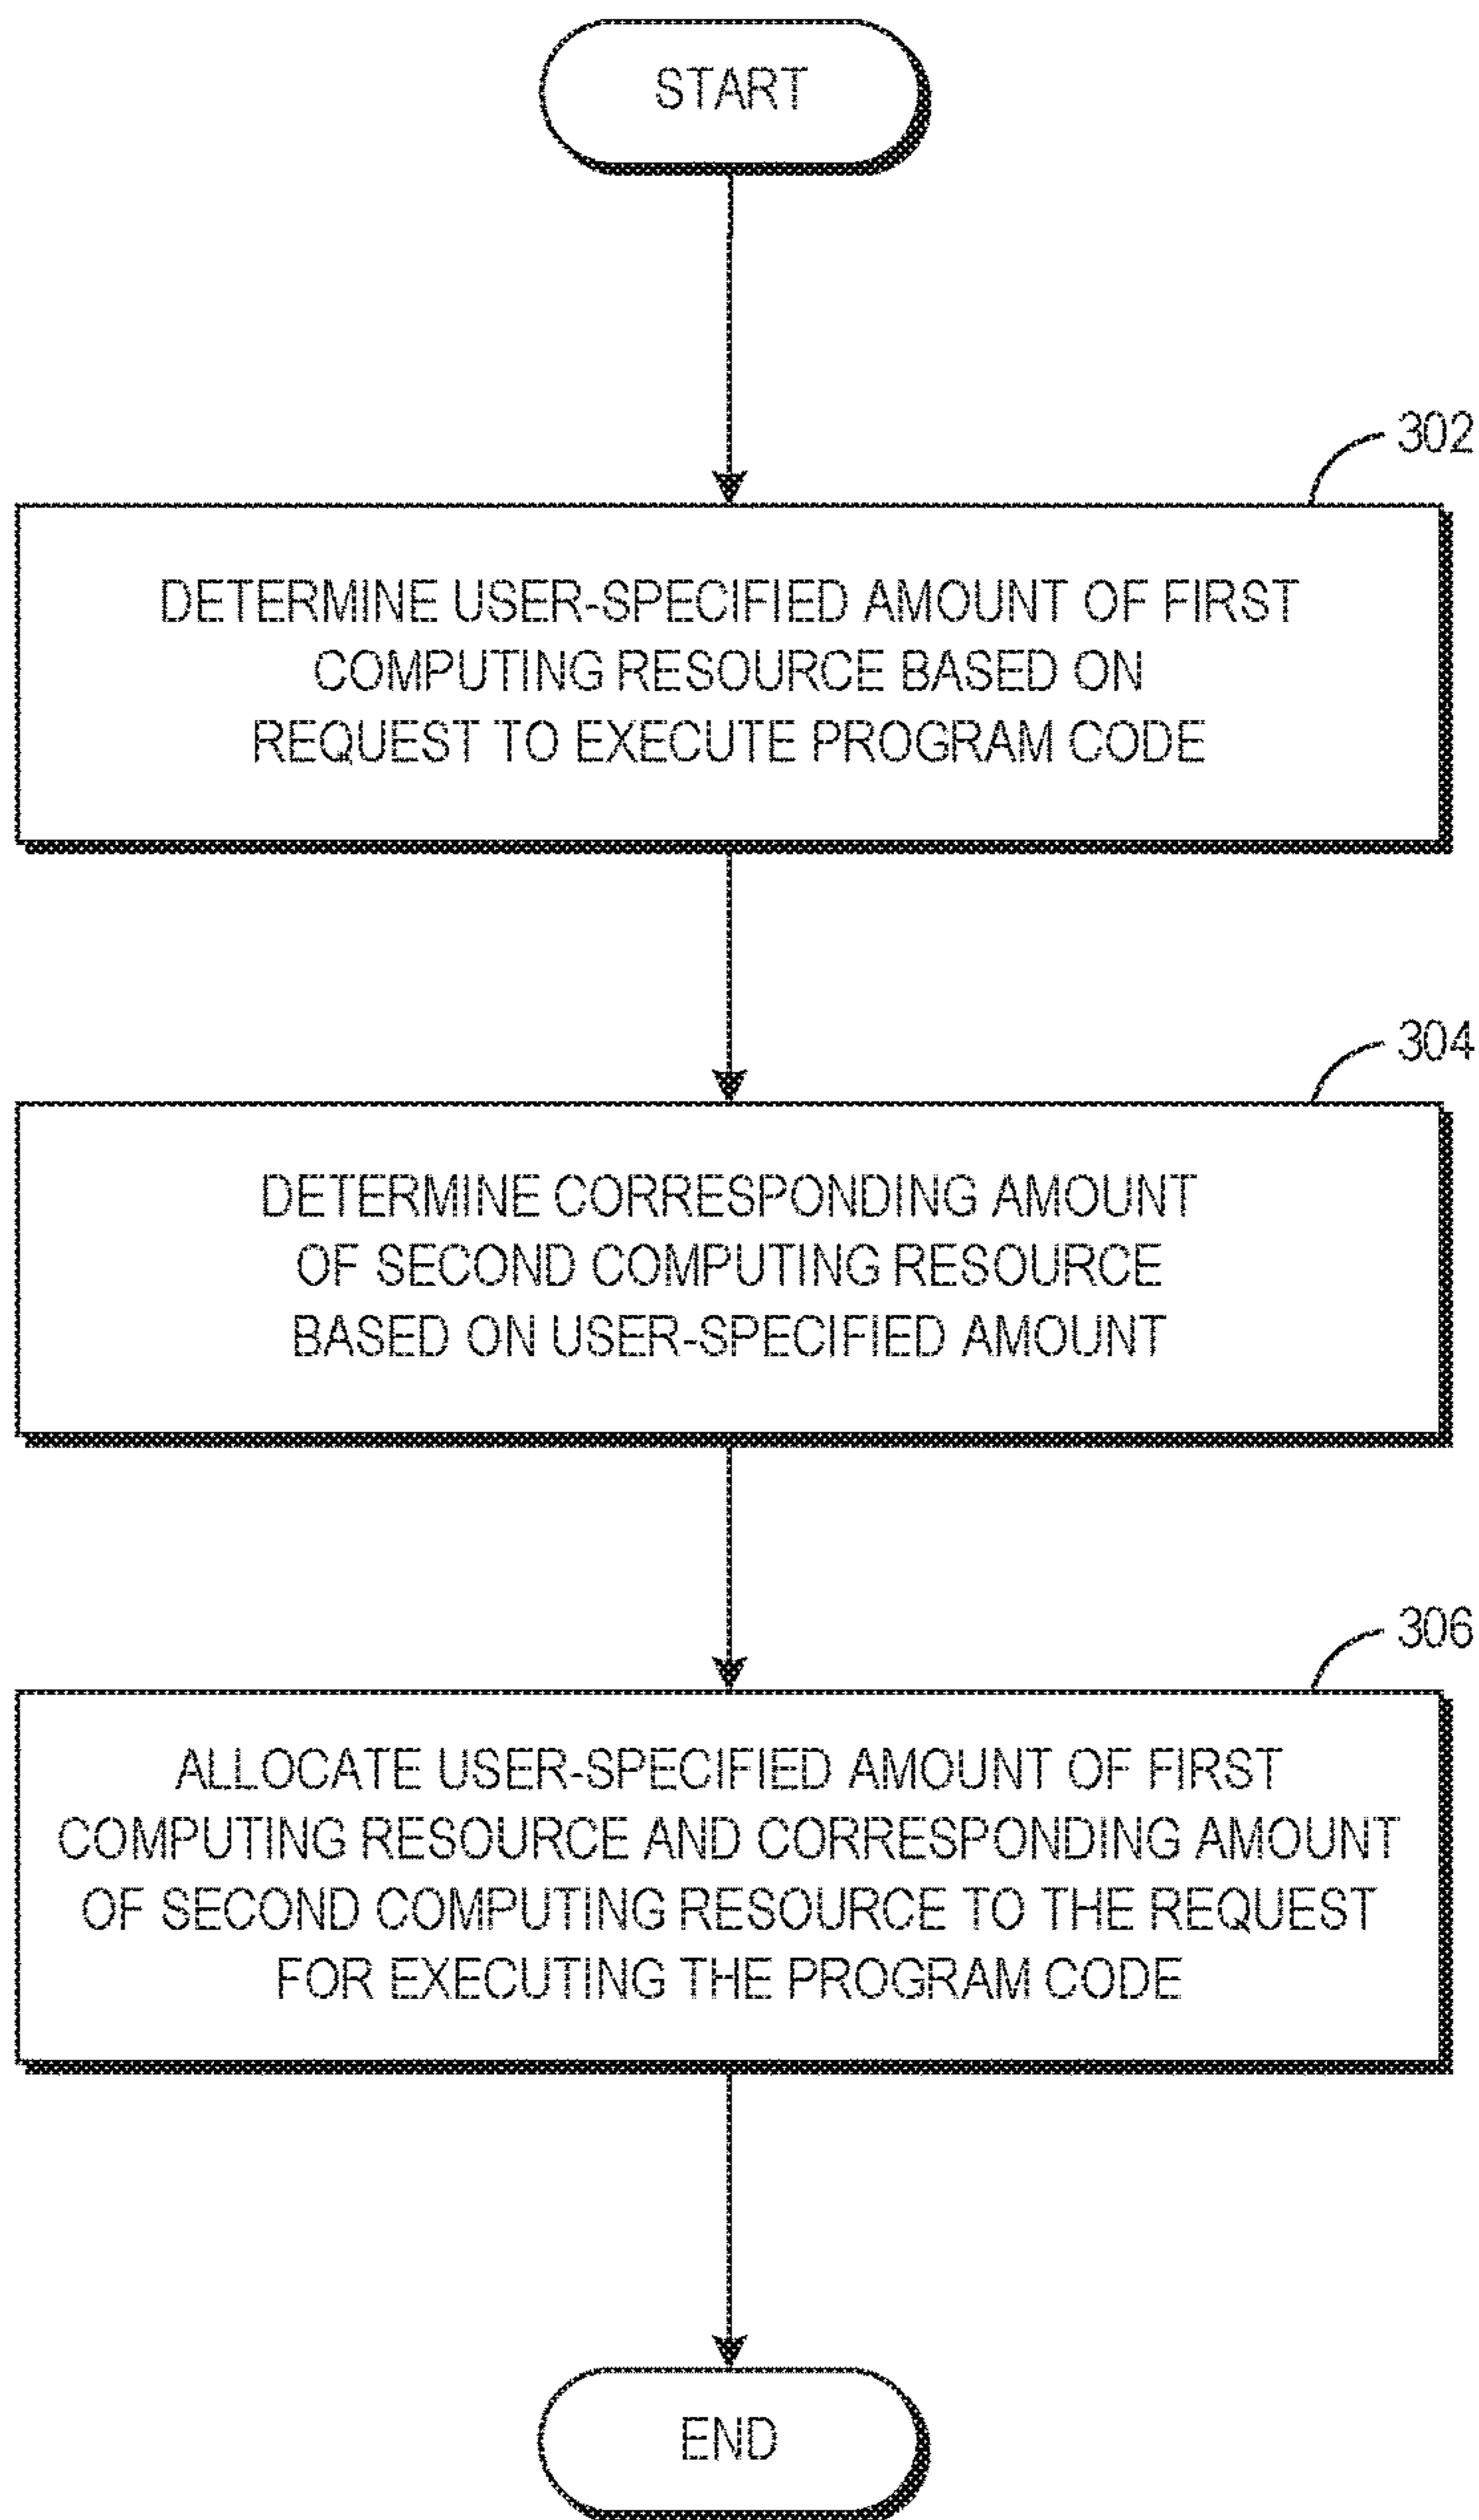 START
302
DETERMINE USER-SPECIFIED AMOUNT OF FIRST
COMPUTING RESOURCE BASED ON
REQUEST TO EXECUTE PROGRAM CODE
304
DETERMINE CORRESPONDING AMOUNT
OF SECOND COMPUTING RESOURCE
BASED ON USER-SPECIFIED AMOUNT
306
ALLOCATE USER-SPECIFIED AMOUNT OF FIRST
COMPUTING RESOURCE AND CORRESPONDING AMOUNT
OF SECOND COMPUTING RESOURCE TO THE REQUEST
FOR EXECUTING THE PROGRAM CODE
END